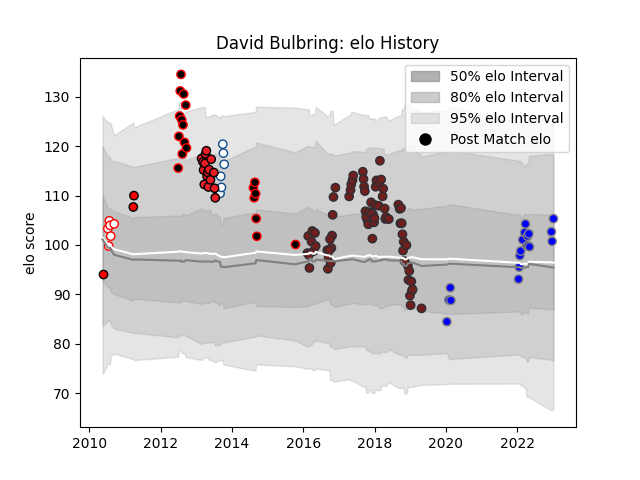 David Bulbring: elo History
50% elo Interval
80% elo Interval
95% elo Interval
Post Match elo
elo score
130
120
110
100
90
80
70
2010 2012 2014 2016 2018 2020 2022